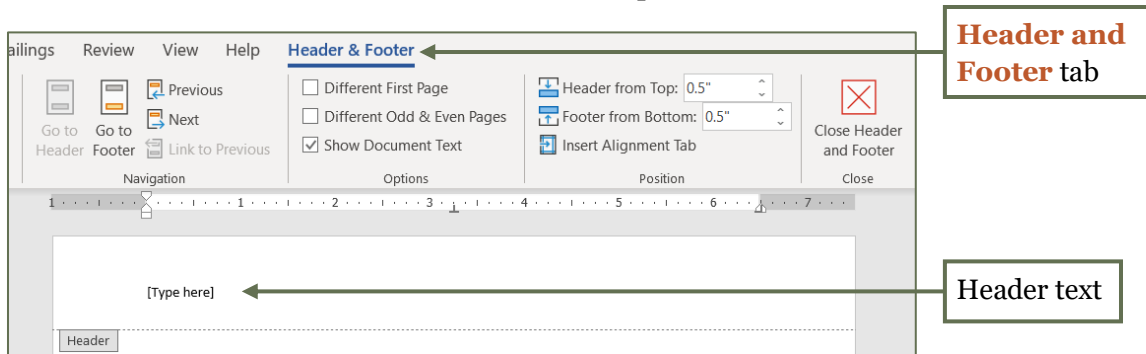 ailings Review View Help Header & Footer
Header and
Footer tab
Previous
Next
Link to Previous
Go to
Header
Go to
Footer
Navigation
Different First Page
Different Odd & Even Pages
Show Document Text
Options
Header from Top: 0.5"
Footer from Bottom: 0.5"
Insert Alignment Tab
Position
Close Header
and Footer
Close
1 1 2 3 4 5 6 7
[Type here]
Header text
Header